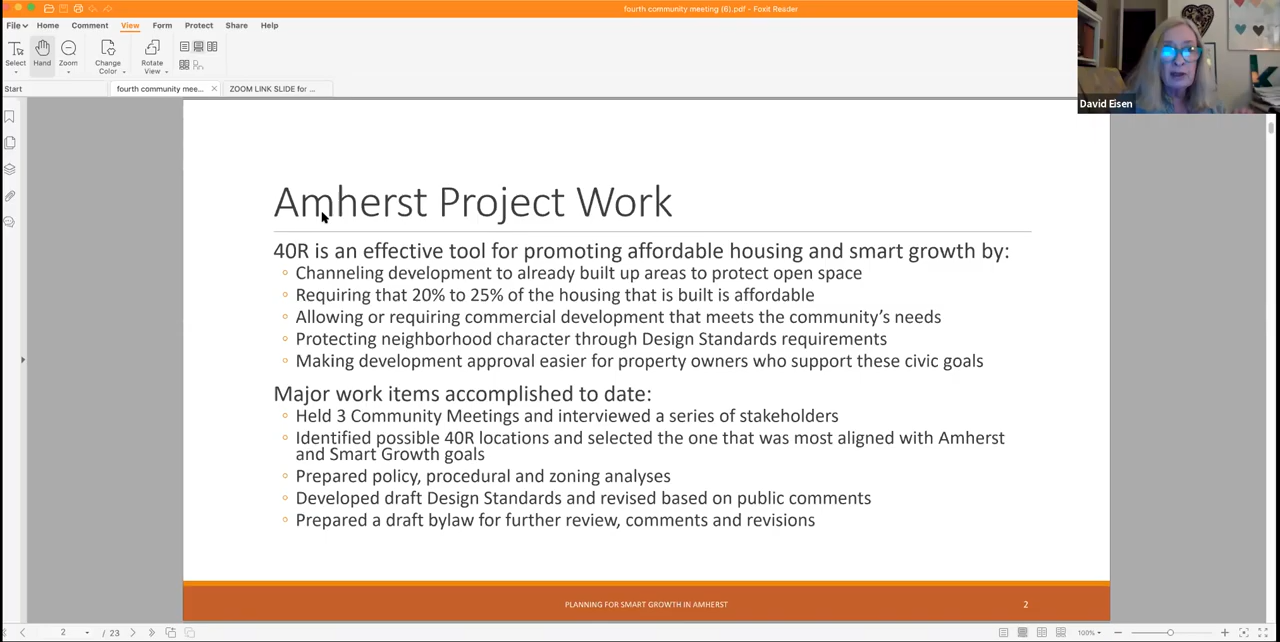 fourth community meeting (6).pdf - Foxit Reader
File Home Comment View Form Protect Share Help
Select Hand Zoom Change Color Rotate View
Start fourth community mee... ZOOM LINK SLIDE for ...
David Eisen
Amherst Project Work
40R is an effective tool for promoting affordable housing and smart growth by:
◦ Channeling development to already built up areas to protect open space
◦ Requiring that 20% to 25% of the housing that is built is affordable
◦ Allowing or requiring commercial development that meets the community’s needs
◦ Protecting neighborhood character through Design Standards requirements
◦ Making development approval easier for property owners who support these civic goals
Major work items accomplished to date:
◦ Held 3 Community Meetings and interviewed a series of stakeholders
◦ Identified possible 40R locations and selected the one that was most aligned with Amherst
and Smart Growth goals
◦ Prepared policy, procedural and zoning analyses
◦ Developed draft Design Standards and revised based on public comments
◦ Prepared a draft bylaw for further review, comments and revisions
PLANNING FOR SMART GROWTH IN AMHERST 2
2 / 23 100%